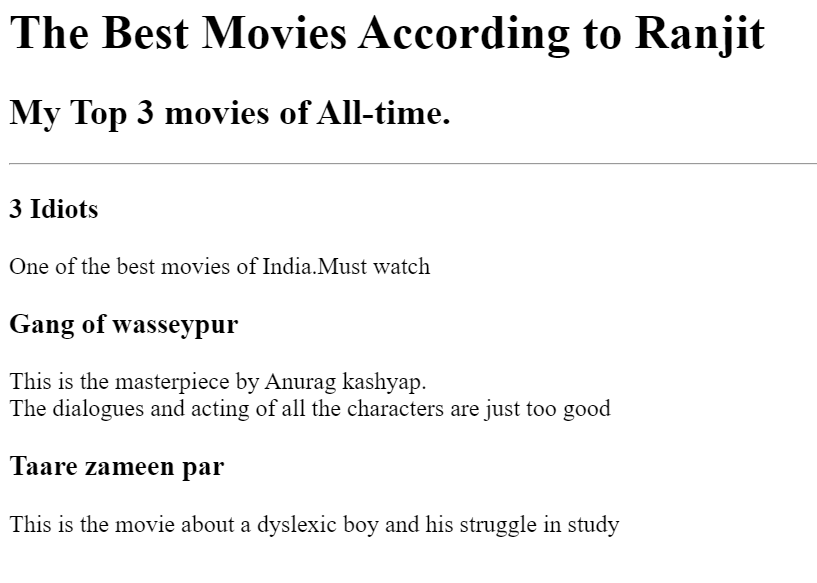 The Best Movies According to Ranjit
My Top 3 movies of All-time.
3 Idiots
One of the best movies of India.Must watch
Gang of wasseypur
This is the masterpiece by Anurag kashyap.
The dialogues and acting of all the characters are just too good
Taare zameen par
This is the movie about a dyslexic boy and his struggle in study